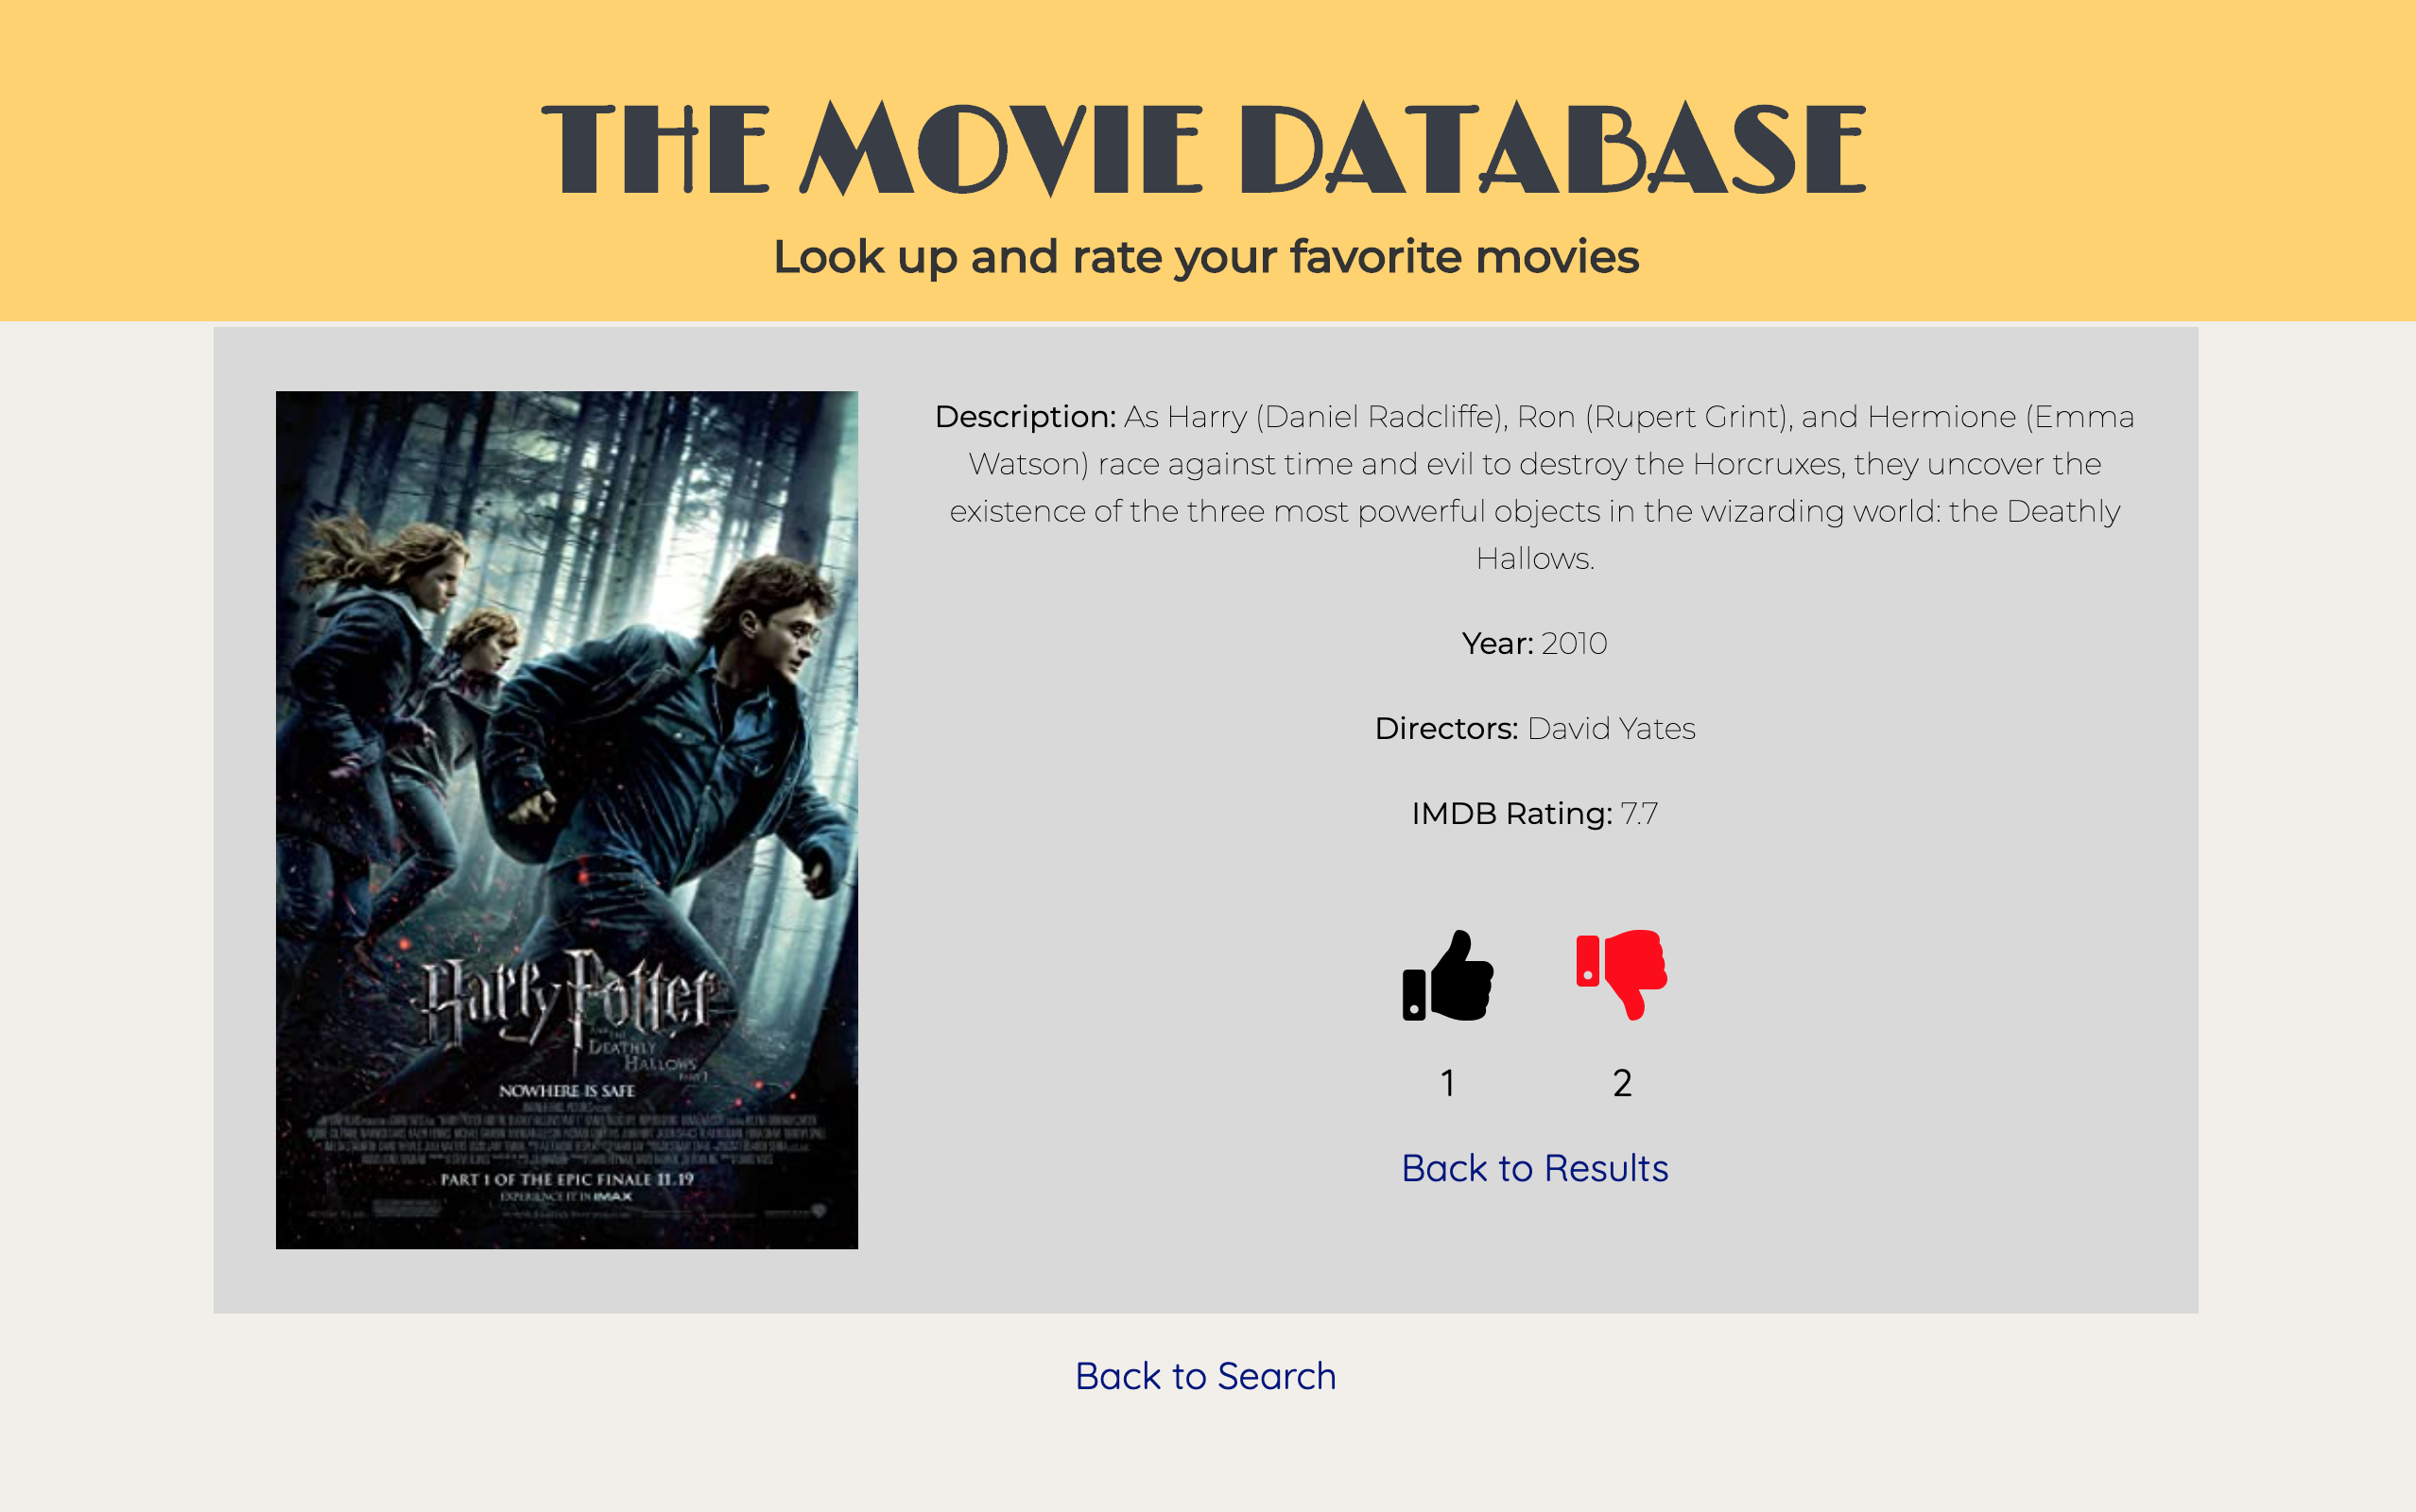 THE MOVIE DATABASE
Look up and rate your favorite movies
Description: As Harry (Daniel Radcliffe), Ron (Rupert Grint), and Hermione (Emma
Watson) race against time and evil to destroy the Horcruxes, they uncover the
existence of the three most powerful objects in the wizarding world: the Deathly
Hallows.
Year: 2010
Directors: David Yates
IMDB Rating: 7.7
1 2
Back to Results
Harry Potter
AND THE
DEATHLY
HALLOWS
PART 1
NOWHERE IS SAFE
PART 1 OF THE EPIC FINALE 11.19
EXPERIENCE IT IN IMAX
Back to Search